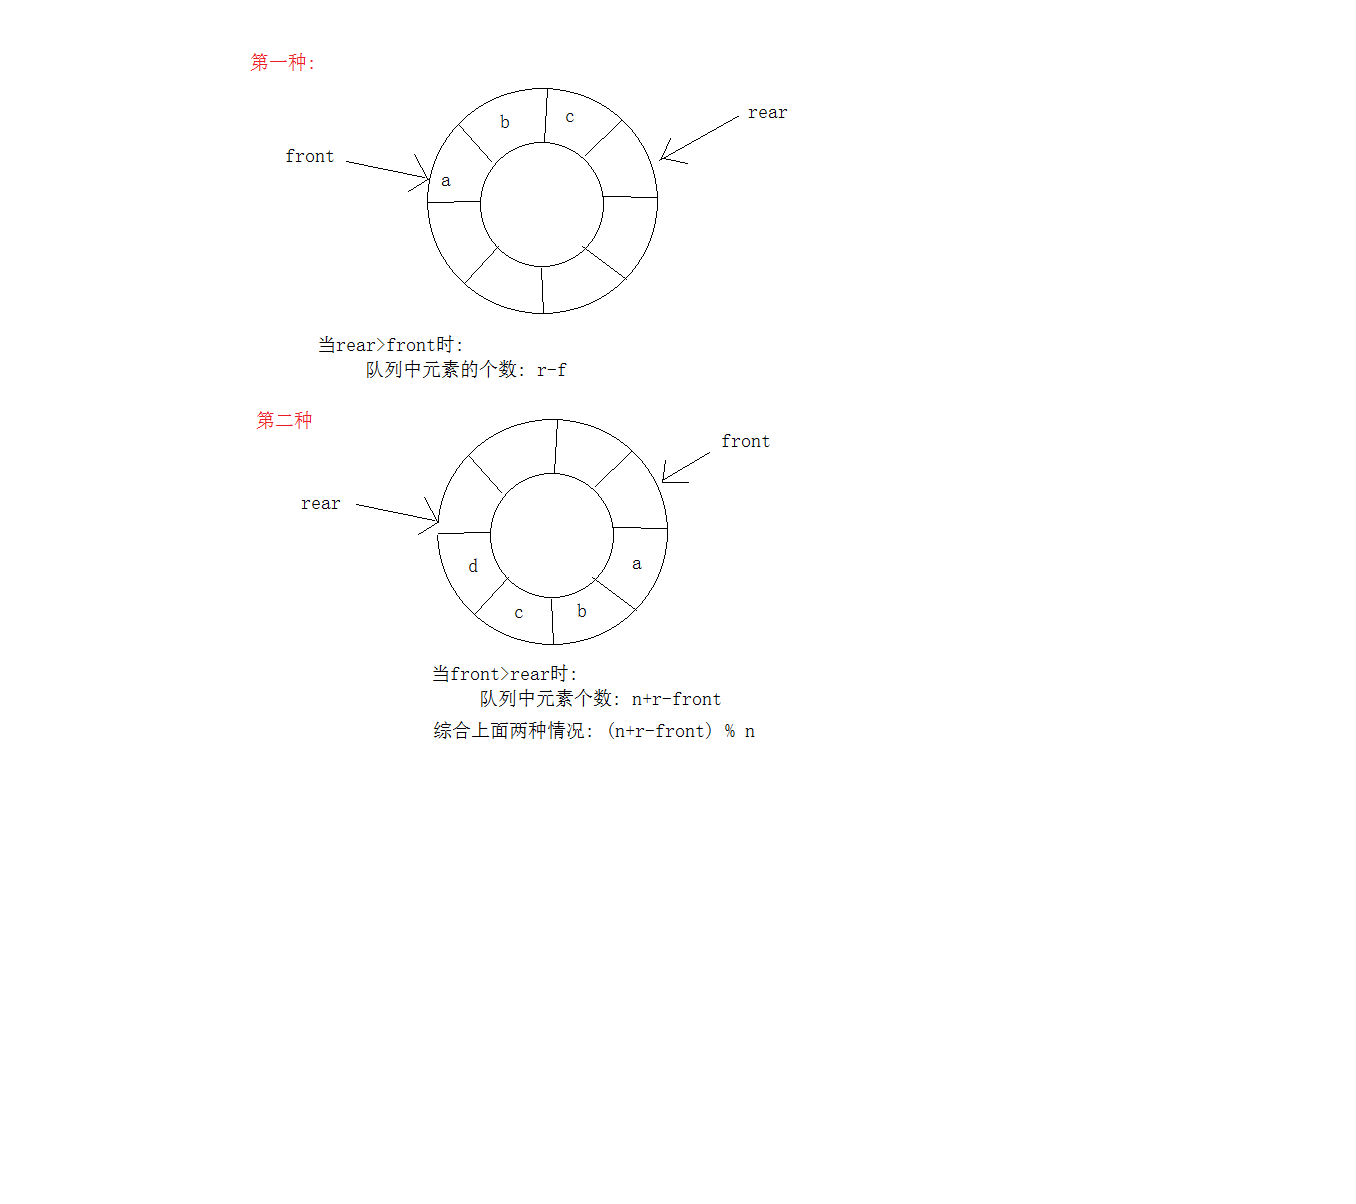 第一种:
b
c
rear
front
a
当rear>front时:
队列中元素的个数: r-f
第二种
front
rear
d
a
c
b
当front>rear时:
队列中元素个数: n+r-front
综合上面两种情况: (n+r-front) % n